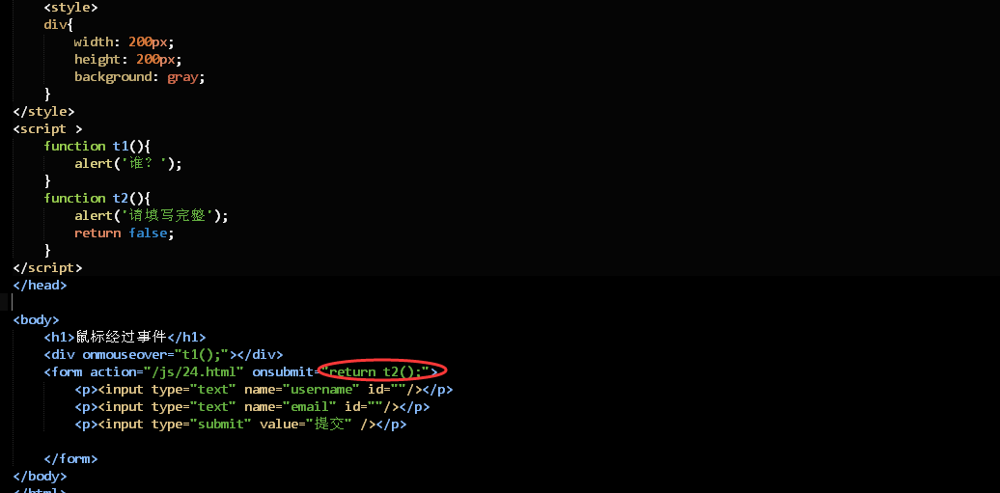 <style>
div{
width: 200px;
height: 200px;
background: gray;
}
</style>
<script >
function t1(){
alert('谁? ');
}
function t2(){
alert('请填写完整');
return false;
}
</script>
</head>
<body>
<h1>鼠标经过事件</h1>
<div onmouseover="t1();"></div>
<form action="/js/24.html" onsubmit="return t2();">
<p><input type="text" name="username" id=""/></p>
<p><input type="text" name="email" id=""/></p>
<p><input type="submit" value="提交" /></p>
</form>
</body>
</html>